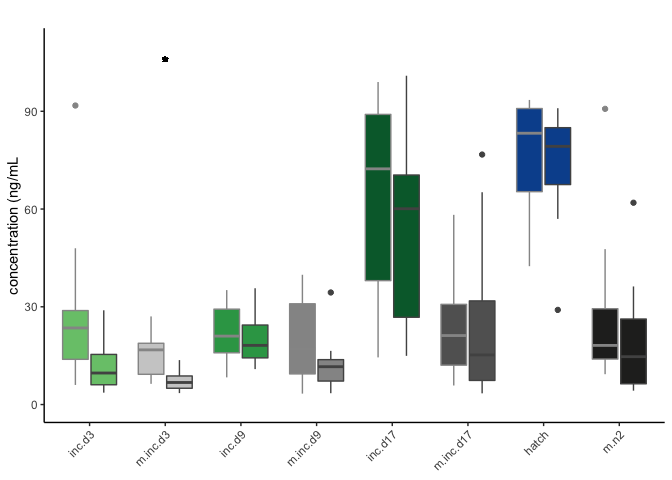 concentration (ng/mL
90
60
30
0
inc.d3
m.inc.d3
inc.d9
m.inc.d9
inc.d17
m.inc.d17
hatch
m.n2